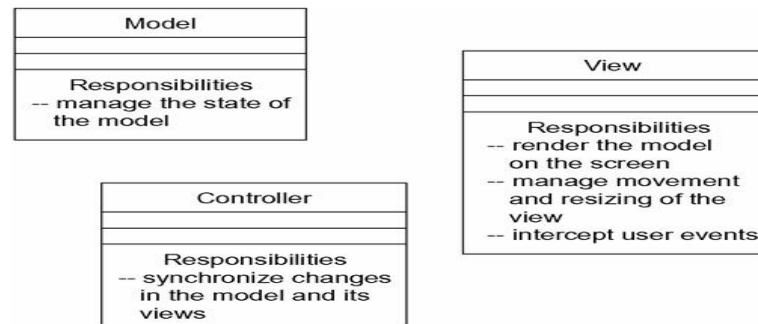 Model
Responsibilities
-- manage the state of
the model
View
Responsibilities
-- render the model
on the screen
-- manage movement
and resizing of the
view
-- intercept user events
Controller
Responsibilities
-- synchronize changes
in the model and its
views